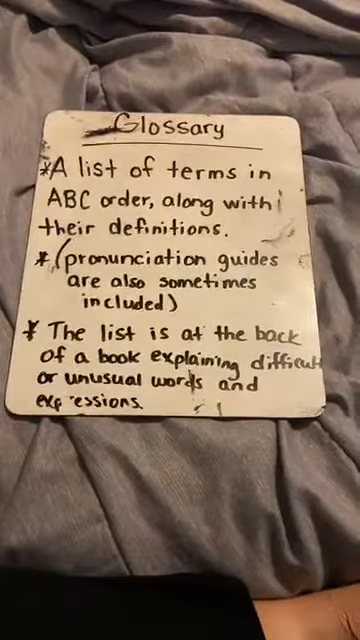 Glossary
*A list of terms in
ABC order, along with
their definitions.
*(pronunciation guides
are also sometimes
included)
* The list is at the back
of a book explaining difficult
or unusual words and
expressions.